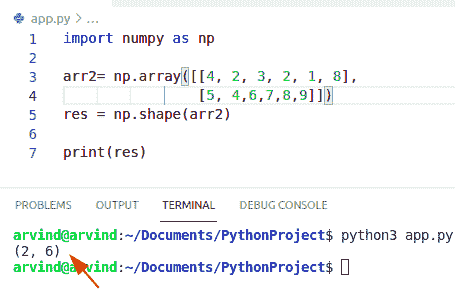 app.py > ...
1 import numpy as np
2
3 arr2= np.array([[4, 2, 3, 2, 1, 8],
4 [5, 4,6,7,8,9]])
5 res = np.shape(arr2)
6
7 print(res)
PROBLEMS OUTPUT TERMINAL DEBUG CONSOLE
arvind@arvind:~/Documents/PythonProject$ python3 app.py
(2, 6)
arvind@arvind:~/Documents/PythonProject$